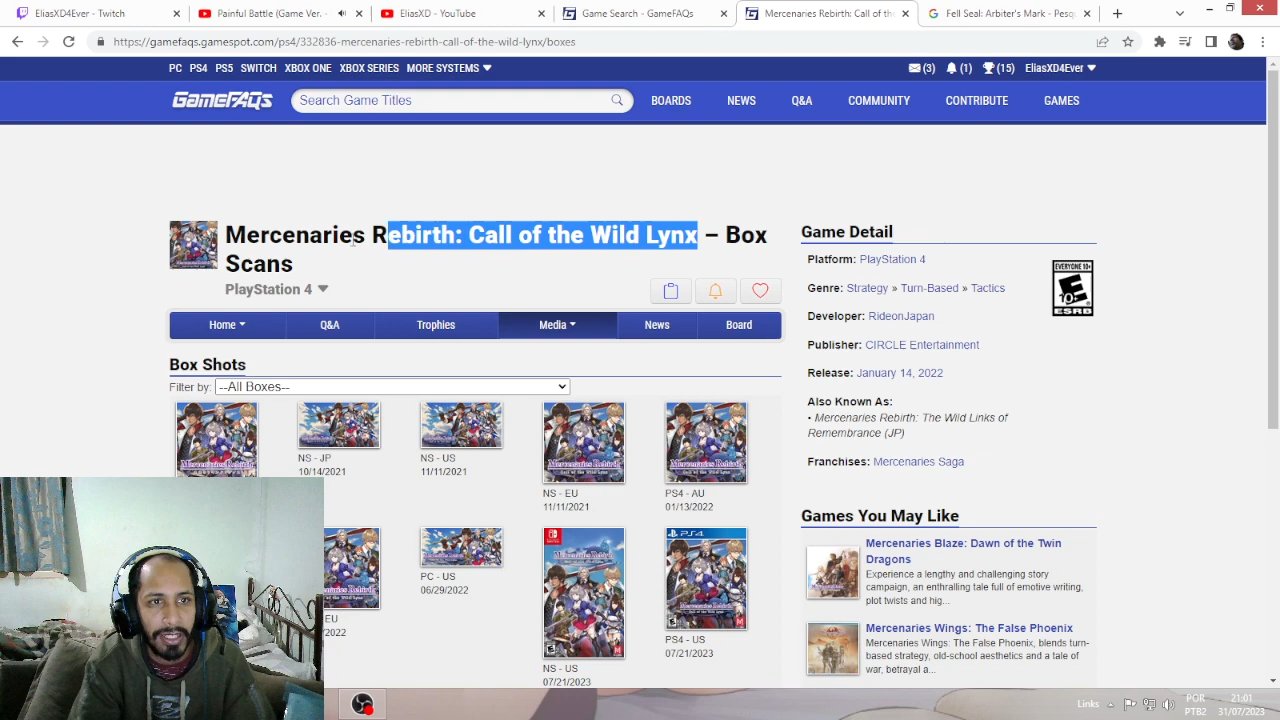 EliasXD4Ever - Twitch
Painful Battle (Game Ver. -
EliasXD - YouTube
Game Search - GameFAQs
Mercenaries Rebirth: Call of the
Fell Seal: Arbiter's Mark - Pesq
https://gamefaqs.gamespot.com/ps4/332836-mercenaries-rebirth-call-of-the-wild-lynx/boxes
PC PS4 PS5 SWITCH XBOX ONE XBOX SERIES MORE SYSTEMS
(3) (1) (15) EliasXD4Ever
GameFAQs
Search Game Titles
BOARDS NEWS Q&A COMMUNITY CONTRIBUTE GAMES
Mercenaries Rebirth: Call of the Wild Lynx – Box
Scans
PlayStation 4
Home Q&A Trophies Media News Board
Box Shots
Filter by: --All Boxes--
NS - JP
10/14/2021
NS - US
11/11/2021
NS - EU
11/11/2021
PS4 - AU
01/13/2022
EU
/2022
PC - US
06/29/2022
NS - US
07/21/2023
PS4 - US
07/21/2023
Game Detail
Platform: PlayStation 4
Genre: Strategy » Turn-Based » Tactics
Developer: RideonJapan
Publisher: CIRCLE Entertainment
Release: January 14, 2022
Also Known As:
• Mercenaries Rebirth: The Wild Links of
Remembrance (JP)
Franchises: Mercenaries Saga
EVERYONE 10+
E
10+
ESRB
Games You May Like
Mercenaries Blaze: Dawn of the Twin
Dragons
Experience a lengthy and challenging story
campaign, an enthralling tale full of emotive writing,
plot twists and hig...
Mercenaries Wings: The False Phoenix
Mercenaries Wings: The False Phoenix, blends turn-
based strategy, old-school aesthetics and a tale of
war, betrayal a...
Links
POR
PTB2
21:01
31/07/2023